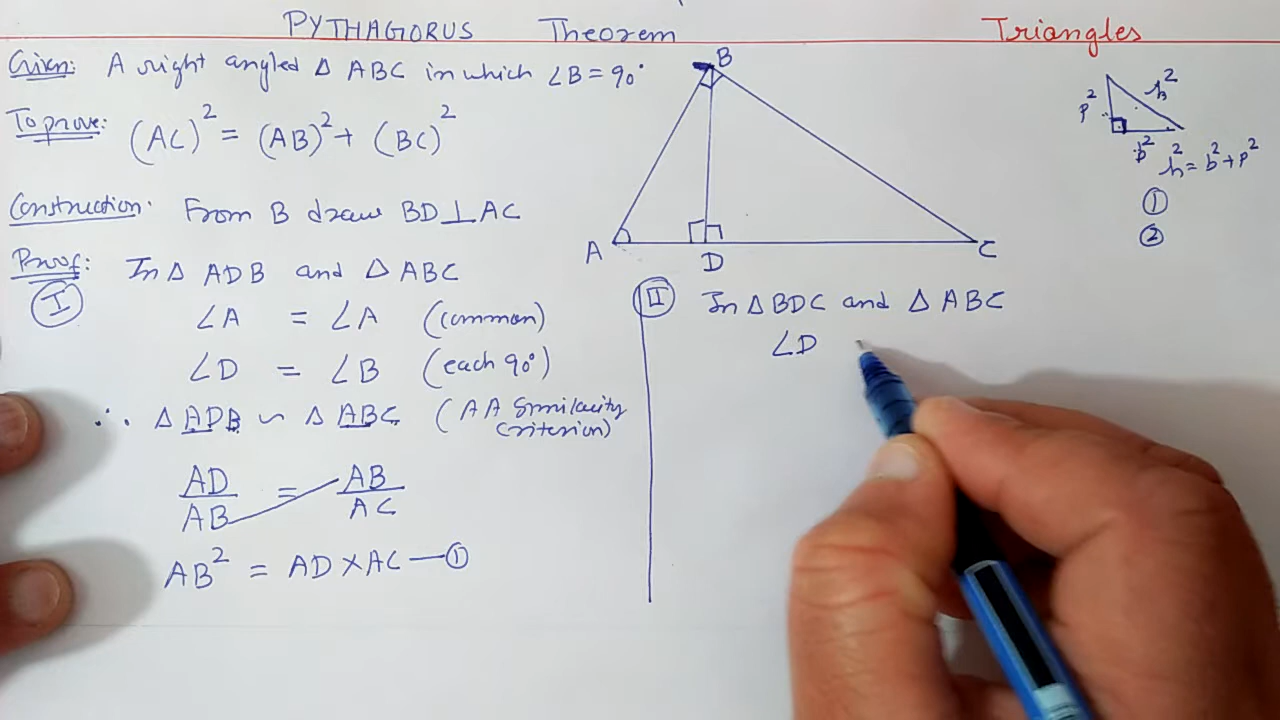 PYTHAGORUS Theorem
Triangles
Given: A right angled Δ ABC in which ∠B = 90°
To prove: (AC)² = (AB)² + (BC)²
Construction: From B draw BD⊥AC
Proof: In Δ ADB and Δ ABC
I
∠A = ∠A (common)
∠D = ∠B (each 90°)
∴ Δ ADB ∽ Δ ABC (AA Similarity
Criterion)
AD/AB = AB/AC
AB² = AD × AC — ①
B
A
D
C
p²
h²
b²
h² = b² + p²
①
②
II In Δ BDC and Δ ABC
∠D